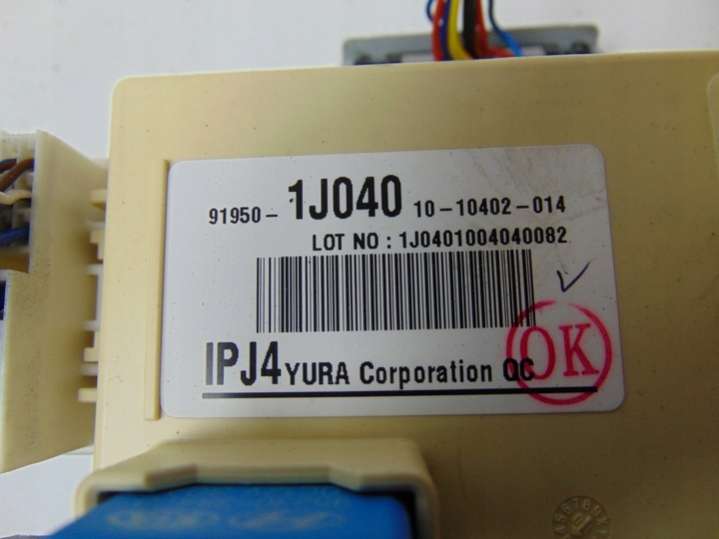 91950- 1J040 10-10402-014
LOT NO : 1J0401004040082
IPJ4 YURA Corporation QC
OK